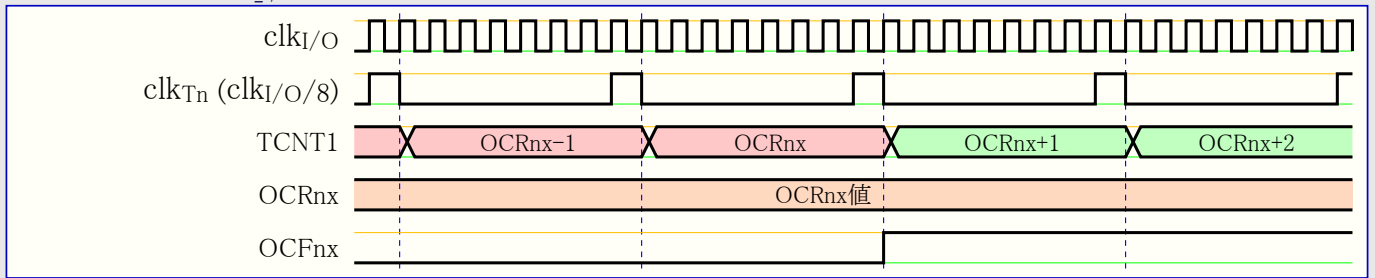 clkI/O
clkTn (clkI/O/8)
TCNT1 OCRnx-1 OCRnx OCRnx+1 OCRnx+2
OCRnx OCRnx値
OCFnx